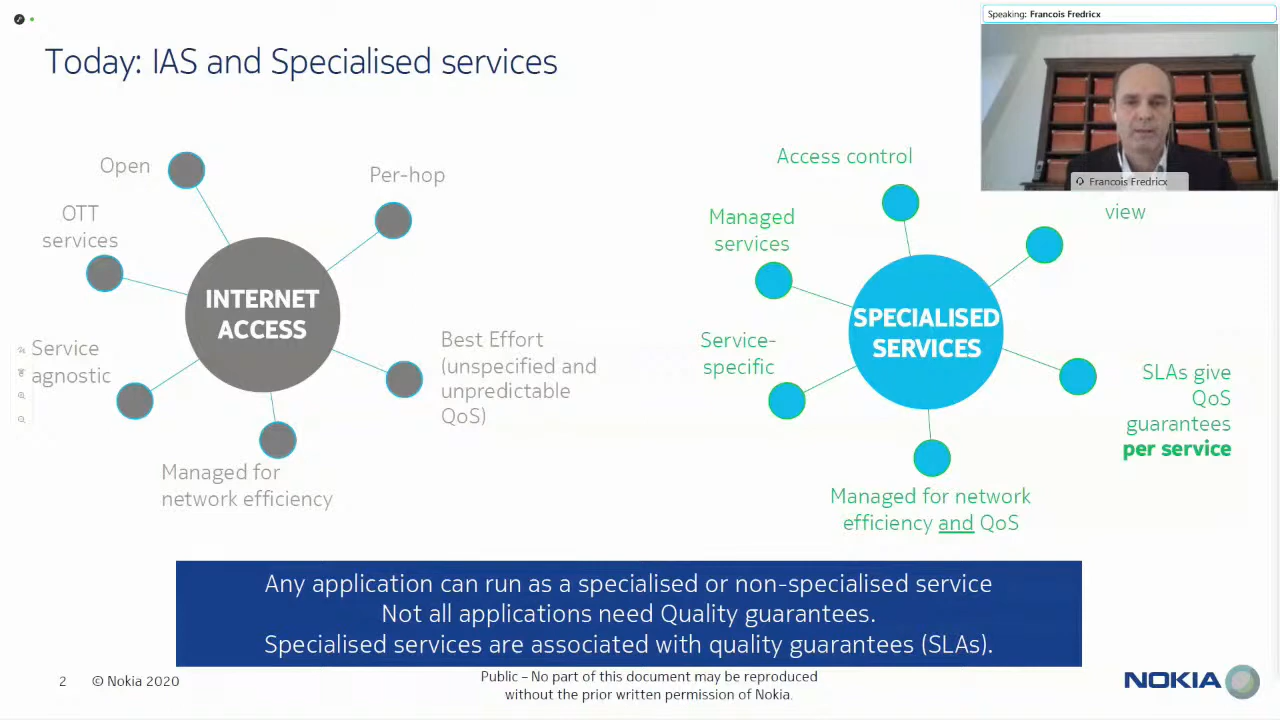 Speaking: Francois Fredricx
Today: IAS and Specialised services
Francois Fredricx
Open
Per-hop
OTT
services
INTERNET
ACCESS
Service
agnostic
Best Effort
(unspecified and
unpredictable
QoS)
Managed for
network efficiency
Access control
view
Managed
services
SPECIALISED
SERVICES
Service-
specific
SLAs give
QoS
guarantees
per service
Managed for network
efficiency and QoS
Any application can run as a specialised or non-specialised service
Not all applications need Quality guarantees.
Specialised services are associated with quality guarantees (SLAs).
2 © Nokia 2020
Public – No part of this document may be reproduced
without the prior written permission of Nokia.
NOKIA